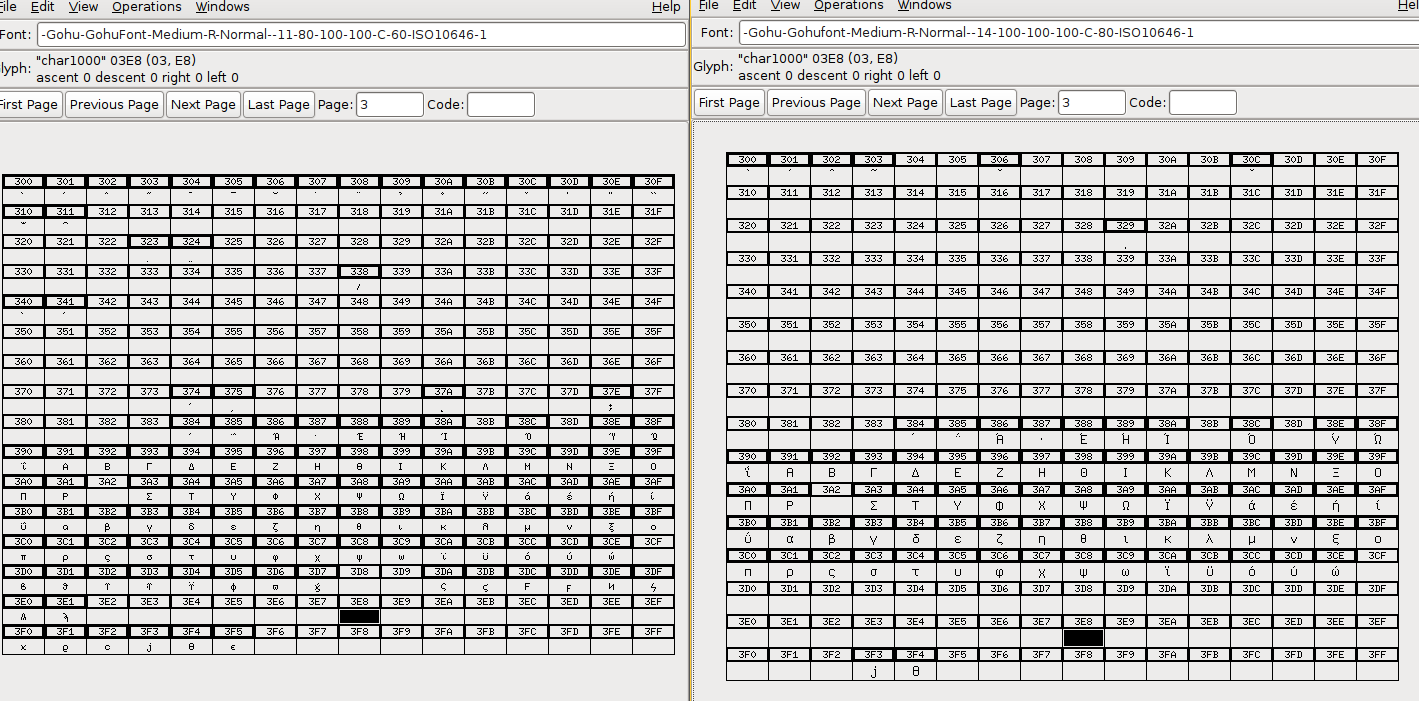 File Edit View Operations Windows Help
Font: -Gohu-GohuFont-Medium-R-Normal--11-80-100-100-C-60-ISO10646-1
lyph: "char1000" 03E8 (03, E8)
ascent 0 descent 0 right 0 left 0
First Page Previous Page Next Page Last Page Page: 3 Code:
300 301 302 303 304 305 306 307 308 309 30A 30B 30C 30D 30E 30F
310 311 312 313 314 315 316 317 318 319 31A 31B 31C 31D 31E 31F
320 321 322 323 324 325 326 327 328 329 32A 32B 32C 32D 32E 32F
330 331 332 333 334 335 336 337 338 339 33A 33B 33C 33D 33E 33F
/
340 341 342 343 344 345 346 347 348 349 34A 34B 34C 34D 34E 34F
350 351 352 353 354 355 356 357 358 359 35A 35B 35C 35D 35E 35F
360 361 362 363 364 365 366 367 368 369 36A 36B 36C 36D 36E 36F
370 371 372 373 374 375 376 377 378 379 37A 37B 37C 37D 37E 37F
;
380 381 382 383 384 385 386 387 388 389 38A 38B 38C 38D 38E 38F
΄ ΅ Ά · Έ Ή Ί Ό Ύ Ώ
390 391 392 393 394 395 396 397 398 399 39A 39B 39C 39D 39E 39F
ΐ Α Β Γ Δ Ε Ζ Η Θ Ι Κ Λ Μ Ν Ξ Ο
3A0 3A1 3A2 3A3 3A4 3A5 3A6 3A7 3A8 3A9 3AA 3AB 3AC 3AD 3AE 3AF
Π Ρ Σ Τ Υ Φ Χ Ψ Ω Ϊ Ϋ ά έ ή ί
3B0 3B1 3B2 3B3 3B4 3B5 3B6 3B7 3B8 3B9 3BA 3BB 3BC 3BD 3BE 3BF
ΰ α β γ δ ε ζ η θ ι κ λ μ ν ξ ο
3C0 3C1 3C2 3C3 3C4 3C5 3C6 3C7 3C8 3C9 3CA 3CB 3CC 3CD 3CE 3CF
π ρ ς σ τ υ φ χ ψ ω ϊ ϋ ό ύ ώ
3D0 3D1 3D2 3D3 3D4 3D5 3D6 3D7 3D8 3D9 3DA 3DB 3DC 3DD 3DE 3DF
ϐ ϑ ϒ ϓ ϔ ϕ ϖ ϗ Ϛ ϛ Ϝ ϝ Ϟ ϟ
3E0 3E1 3E2 3E3 3E4 3E5 3E6 3E7 3E8 3E9 3EA 3EB 3EC 3ED 3EE 3EF
Ϡ ϡ
3F0 3F1 3F2 3F3 3F4 3F5 3F6 3F7 3F8 3F9 3FA 3FB 3FC 3FD 3FE 3FF
ϰ ϱ ϲ ϳ ϴ ϵ
File Edit View Operations Windows Hel
Font: -Gohu-Gohufont-Medium-R-Normal--14-100-100-100-C-80-ISO10646-1
Glyph: "char1000" 03E8 (03, E8)
ascent 0 descent 0 right 0 left 0
First Page Previous Page Next Page Last Page Page: 3 Code:
300 301 302 303 304 305 306 307 308 309 30A 30B 30C 30D 30E 30F
310 311 312 313 314 315 316 317 318 319 31A 31B 31C 31D 31E 31F
320 321 322 323 324 325 326 327 328 329 32A 32B 32C 32D 32E 32F
330 331 332 333 334 335 336 337 338 339 33A 33B 33C 33D 33E 33F
340 341 342 343 344 345 346 347 348 349 34A 34B 34C 34D 34E 34F
350 351 352 353 354 355 356 357 358 359 35A 35B 35C 35D 35E 35F
360 361 362 363 364 365 366 367 368 369 36A 36B 36C 36D 36E 36F
370 371 372 373 374 375 376 377 378 379 37A 37B 37C 37D 37E 37F
380 381 382 383 384 385 386 387 388 389 38A 38B 38C 38D 38E 38F
΄ ΅ Ά · Έ Ή Ί Ό Ύ Ώ
390 391 392 393 394 395 396 397 398 399 39A 39B 39C 39D 39E 39F
ΐ Α Β Γ Δ Ε Ζ Η Θ Ι Κ Λ Μ Ν Ξ Ο
3A0 3A1 3A2 3A3 3A4 3A5 3A6 3A7 3A8 3A9 3AA 3AB 3AC 3AD 3AE 3AF
Π Ρ Σ Τ Υ Φ Χ Ψ Ω Ϊ Ϋ ά έ ή ί
3B0 3B1 3B2 3B3 3B4 3B5 3B6 3B7 3B8 3B9 3BA 3BB 3BC 3BD 3BE 3BF
ΰ α β γ δ ε ζ η θ ι κ λ μ ν ξ ο
3C0 3C1 3C2 3C3 3C4 3C5 3C6 3C7 3C8 3C9 3CA 3CB 3CC 3CD 3CE 3CF
π ρ ς σ τ υ φ χ ψ ω ϊ ϋ ό ύ ώ
3D0 3D1 3D2 3D3 3D4 3D5 3D6 3D7 3D8 3D9 3DA 3DB 3DC 3DD 3DE 3DF
3E0 3E1 3E2 3E3 3E4 3E5 3E6 3E7 3E8 3E9 3EA 3EB 3EC 3ED 3EE 3EF
3F0 3F1 3F2 3F3 3F4 3F5 3F6 3F7 3F8 3F9 3FA 3FB 3FC 3FD 3FE 3FF
ϳ ϴ